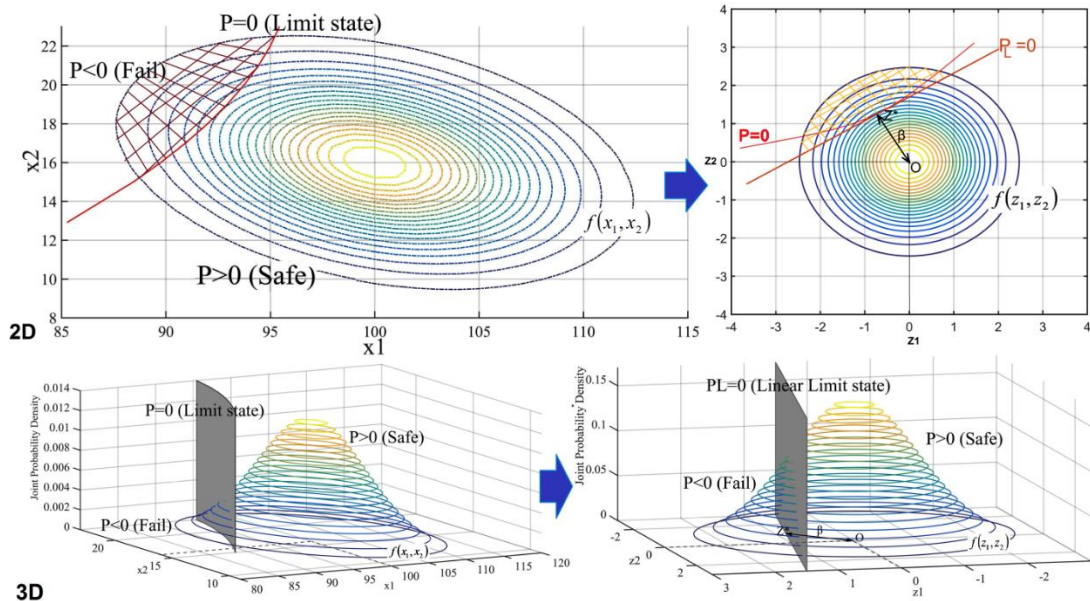 P=0 (Limit state)
P<0 (Fail)
22
20
18
16
14
12
10
8
x2
f(x₁,x₂)
P>0 (Safe)
85
90
95
100
105
110
115
x1
2D
4
3
2
1
0
-1
-2
-3
-4
Z2
P_L=0
P=0
Z*
β
O
f(z₁,z₂)
-4
-3
-2
-1
0
1
2
3
4
Z1
0.014
0.012
0.01
0.008
0.006
0.004
0.002
0
Joint Probability Density
P=0 (Limit state)
P>0 (Safe)
P<0 (Fail)
f(x₁,x₂)
20
15
10
x2
80
85
90
95
100
105
110
120
x1
3D
0.15
0.1
0.05
0
Joint Probability Density
PL=0 (Linear Limit state)
P>0 (Safe)
P<0 (Fail)
Z*
β
O
f(z₁,z₂)
-2
0
2
z2
3
2
1
0
-1
-2
z1